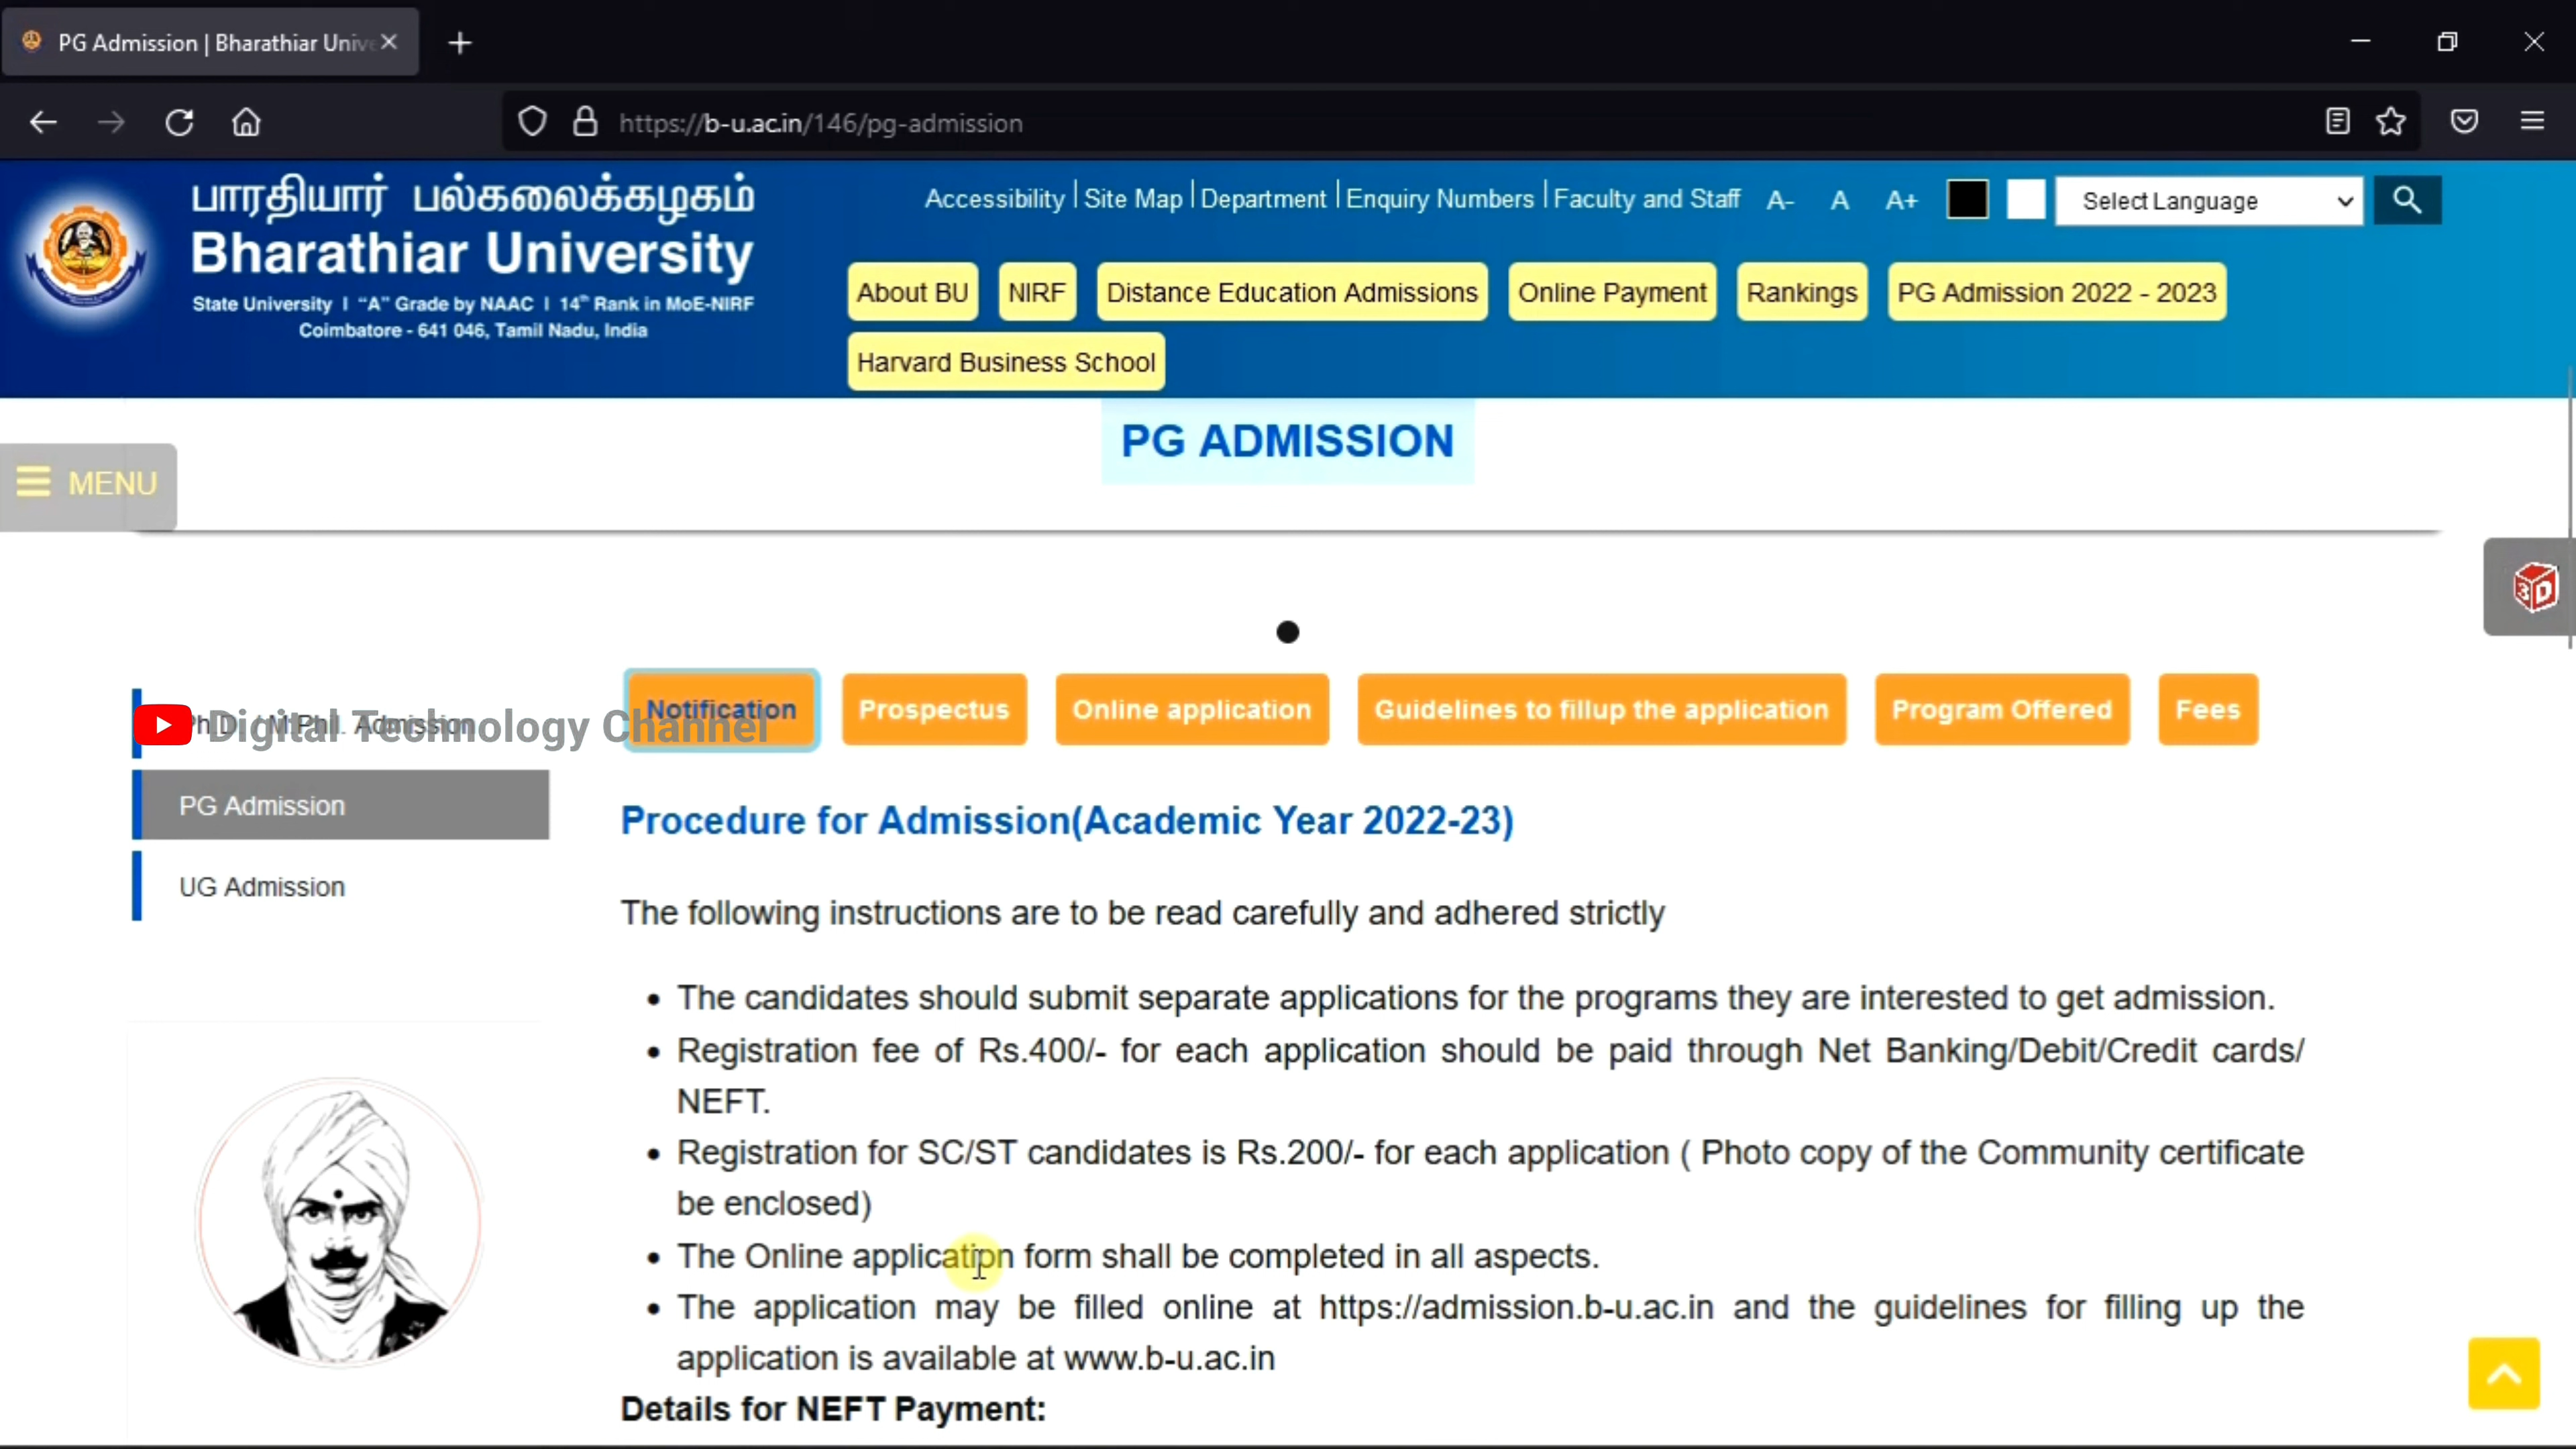 PG Admission | Bharathiar Unive
https://b-u.ac.in/146/pg-admission
பாரதியார் பல்கலைக்கழகம்
Bharathiar University
State University | "A" Grade by NAAC | 14th Rank in MoE-NIRF
Coimbatore - 641 046, Tamil Nadu, India
Accessibility | Site Map | Department | Enquiry Numbers | Faculty and Staff A- A A+ Select Language
About BU NIRF Distance Education Admissions Online Payment Rankings PG Admission 2022 - 2023
Harvard Business School
PG ADMISSION
MENU
3D
Notification Prospectus Online application Guidelines to fillup the application Program Offered Fees
Ph.D. / M.Phil. Admission
Digital Technology Channel
PG Admission
UG Admission
Procedure for Admission(Academic Year 2022-23)
The following instructions are to be read carefully and adhered strictly
• The candidates should submit separate applications for the programs they are interested to get admission.
• Registration fee of Rs.400/- for each application should be paid through Net Banking/Debit/Credit cards/
NEFT.
• Registration for SC/ST candidates is Rs.200/- for each application ( Photo copy of the Community certificate
be enclosed)
• The Online application form shall be completed in all aspects.
• The application may be filled online at https://admission.b-u.ac.in and the guidelines for filling up the
application is available at www.b-u.ac.in
Details for NEFT Payment: